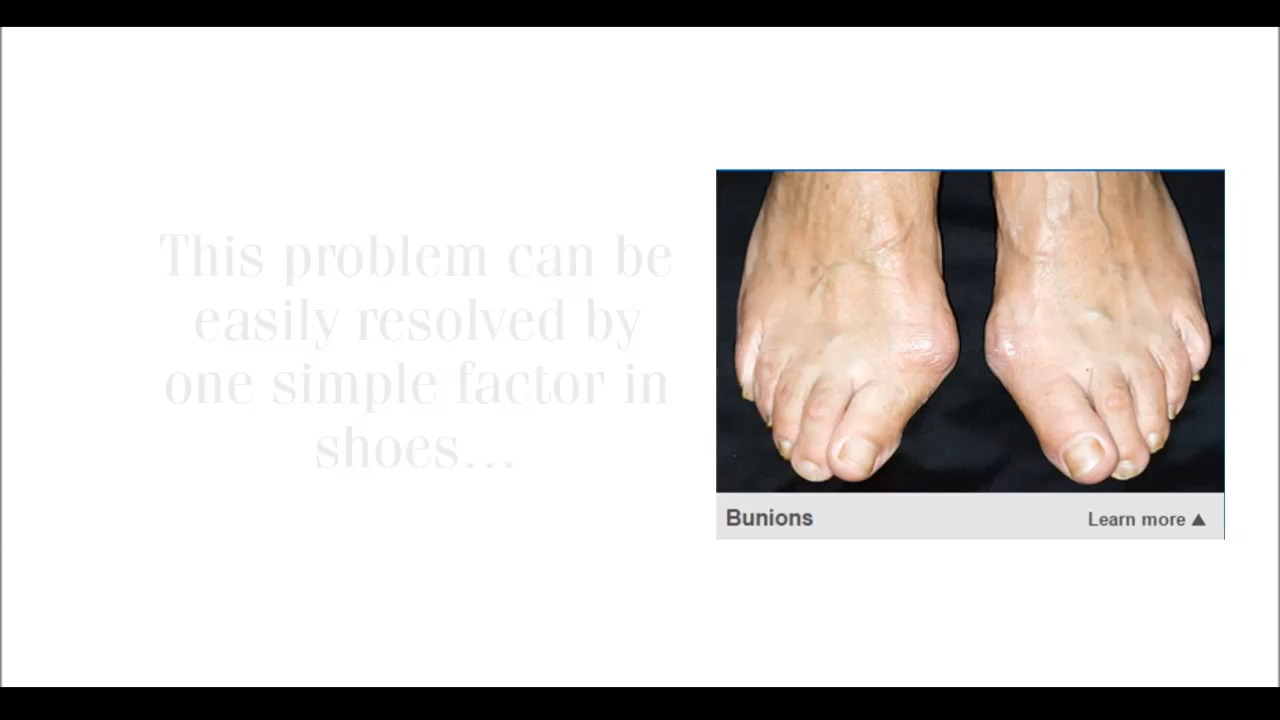 This problem can be
easily resolved by
one simple factor in
shoes...
Bunions
Learn more ▲